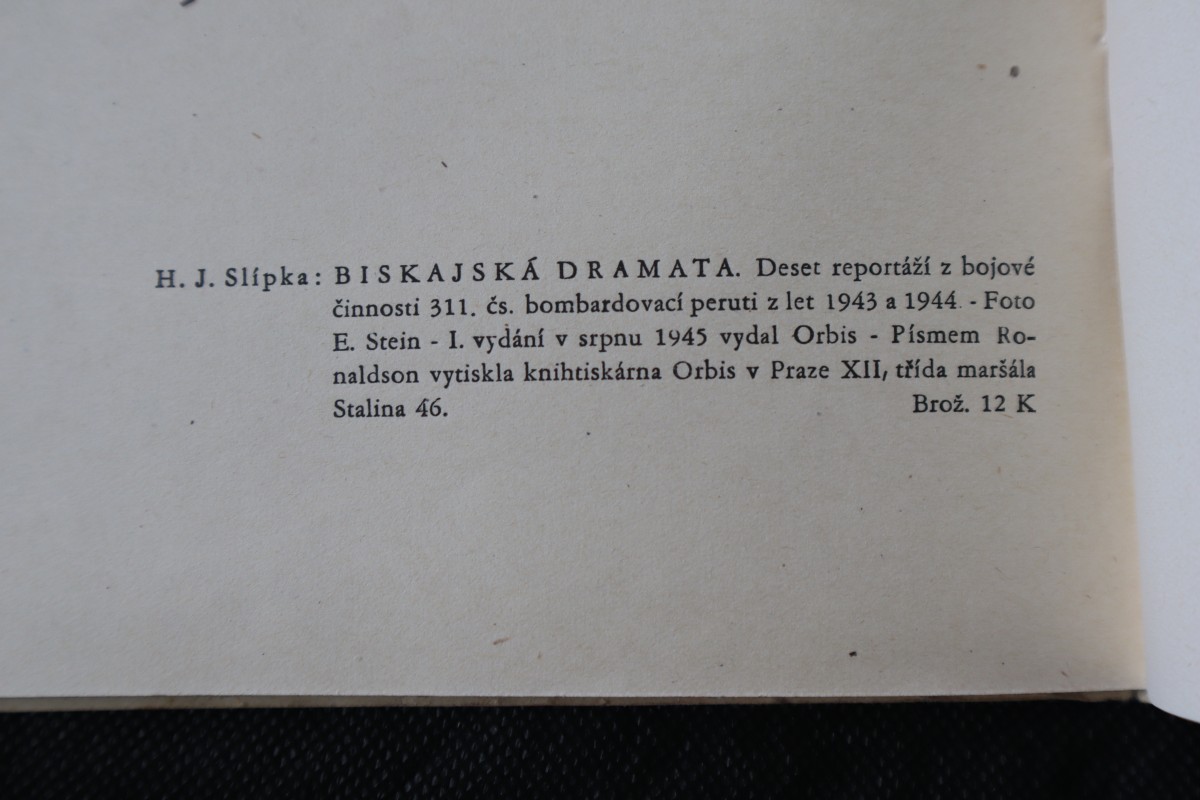 H. J. Slípka: BISKAJSKÁ DRAMATA. Deset reportáží z bojové
činnosti 311. čs. bombardovací peruti z let 1943 a 1944. - Foto
E. Stein - I. vydání v srpnu 1945 vydal Orbis - Písmem Ro-
naldson vytiskla knihtiskárna Orbis v Praze XII, třída maršála
Stalina 46. Brož. 12 K